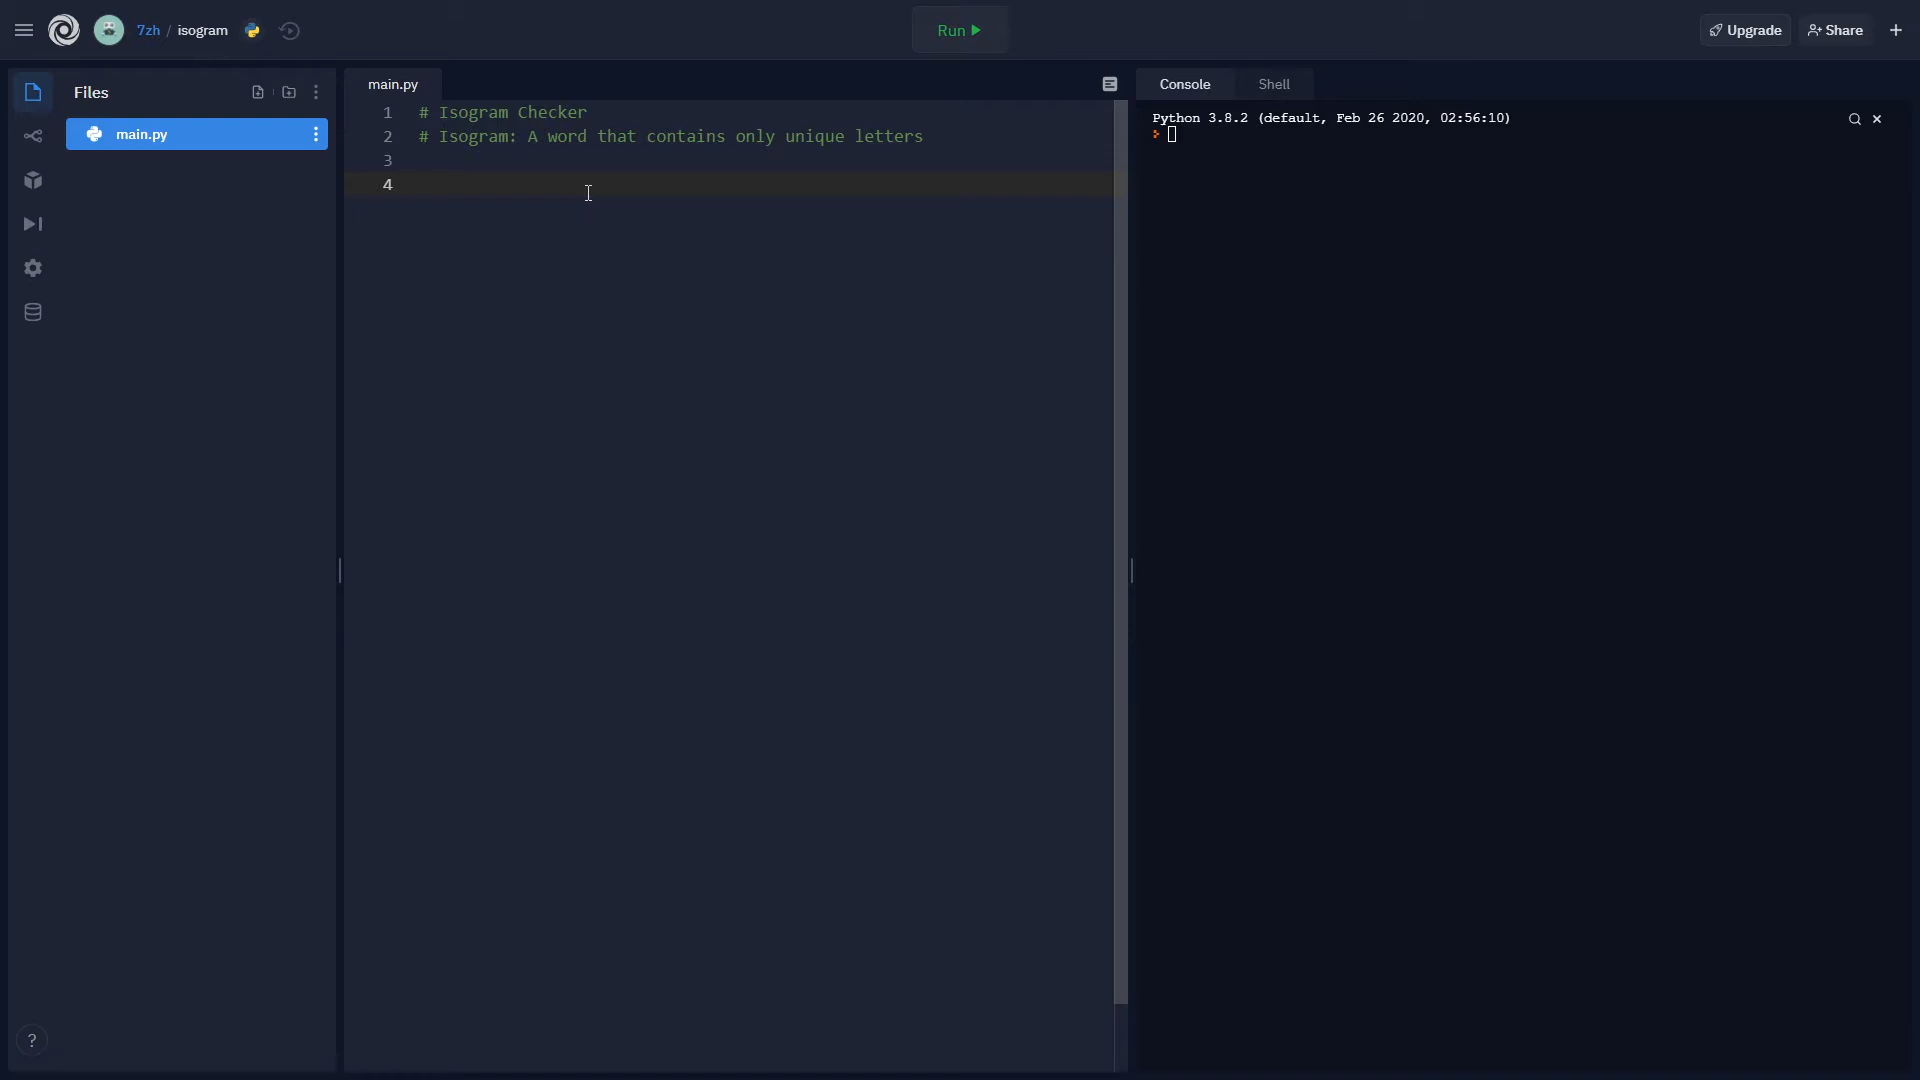 7zh / isogram
Run
Upgrade
Share
Files
main.py
main.py
1 # Isogram Checker
2 # Isogram: A word that contains only unique letters
3
4
Console
Shell
Python 3.8.2 (default, Feb 26 2020, 02:56:10)
?